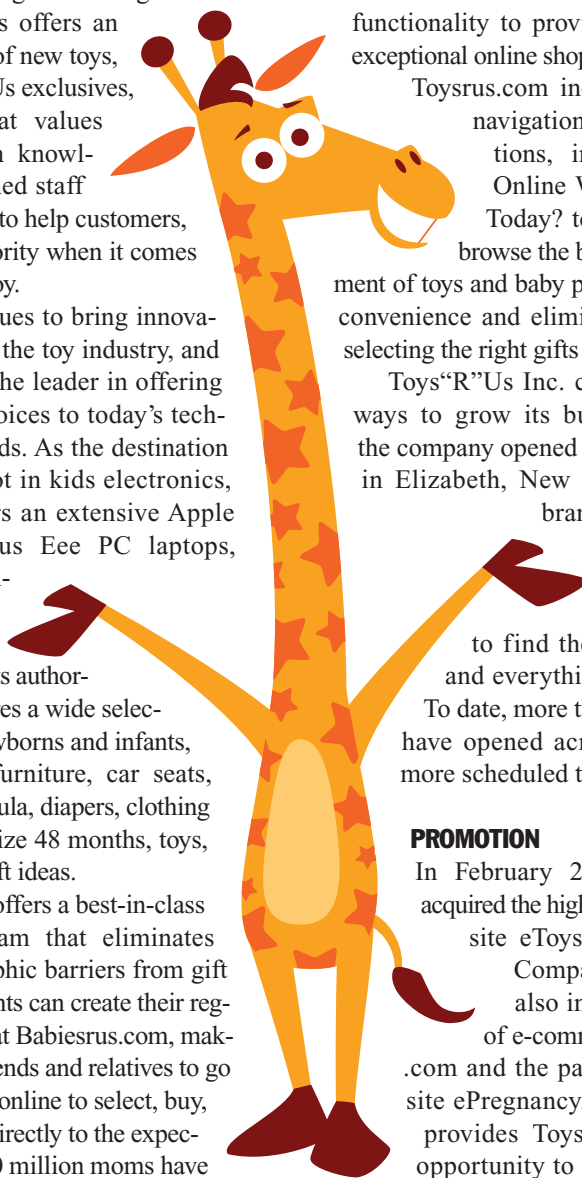 s offers an
of new toys,
Us exclusives,
at values
n knowl-
ned staff
to help customers,
ority when it comes
oy.
ues to bring innova-
the toy industry, and
he leader in offering
oices to today's tech-
ds. As the destination
ot in kids electronics,
rs an extensive Apple
us Eee PC laptops,
s author-
res a wide selec-
wborns and infants,
furniture, car seats,
ula, diapers, clothing
ize 48 months, toys,
ft ideas.
offers a best-in-class
am that eliminates
phic barriers from gift
nts can create their reg-
at Babiesrus.com, mak-
ends and relatives to go
online to select, buy,
irectly to the expec-
0 million moms have
functionality to provi
exceptional online shop
Toysrus.com inc
navigation
tions, i
Online W
Today? to
browse the b
ment of toys and baby p
convenience and elimi
selecting the right gifts
Toys“R”Us Inc. c
ways to grow its bu
the company opened
in Elizabeth, New
bran
to find the
and everythi
To date, more th
have opened acr
more scheduled t
PROMOTION
In February 2
acquired the high
site eToys
Compa
also in
of e-comm
.com and the pa
site ePregnancy
provides Toys
opportunity to